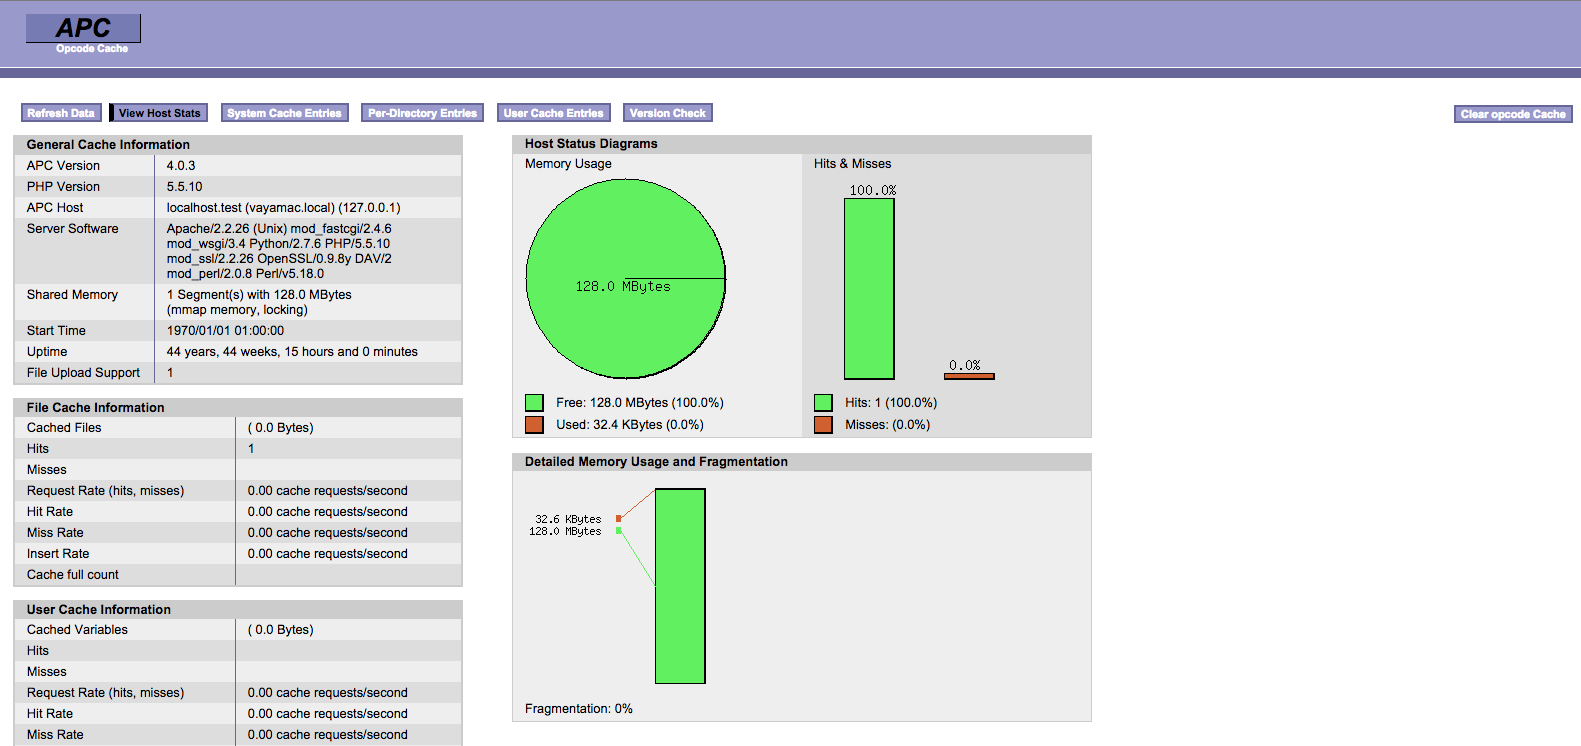 APC
Opcode Cache
Refresh Data
View Host Stats
System Cache Entries
Per-Directory Entries
User Cache Entries
Version Check
Clear opcode Cache
General Cache Information
APC Version 4.0.3
PHP Version 5.5.10
APC Host localhost.test (vayamac.local) (127.0.0.1)
Server Software Apache/2.2.26 (Unix) mod_fastcgi/2.4.6
mod_wsgi/3.4 Python/2.7.6 PHP/5.5.10
mod_ssl/2.2.26 OpenSSL/0.9.8y DAV/2
mod_perl/2.0.8 Perl/v5.18.0
Shared Memory 1 Segment(s) with 128.0 MBytes
(mmap memory, locking)
Start Time 1970/01/01 01:00:00
Uptime 44 years, 44 weeks, 15 hours and 0 minutes
File Upload Support 1
File Cache Information
Cached Files ( 0.0 Bytes)
Hits 1
Misses
Request Rate (hits, misses) 0.00 cache requests/second
Hit Rate 0.00 cache requests/second
Miss Rate 0.00 cache requests/second
Insert Rate 0.00 cache requests/second
Cache full count
User Cache Information
Cached Variables ( 0.0 Bytes)
Hits
Misses
Request Rate (hits, misses) 0.00 cache requests/second
Hit Rate 0.00 cache requests/second
Miss Rate 0.00 cache requests/second
Host Status Diagrams
Memory Usage
128.0 MBytes
Free: 128.0 MBytes (100.0%)
Used: 32.4 KBytes (0.0%)
Hits & Misses
100.0%
0.0%
Hits: 1 (100.0%)
Misses: (0.0%)
Detailed Memory Usage and Fragmentation
32.6 KBytes
128.0 MBytes
Fragmentation: 0%